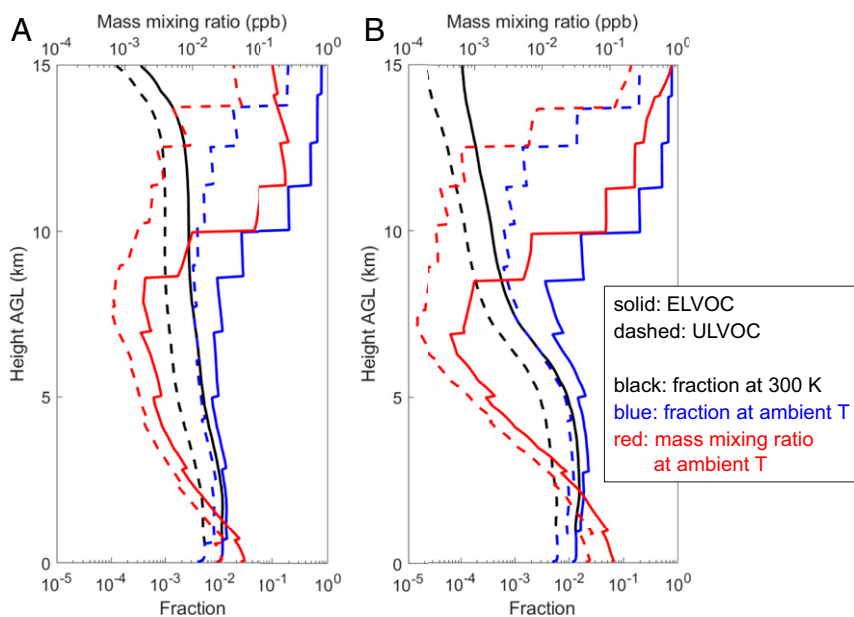 A
Mass mixing ratio (ppb)
10-4 10-3 10-2 10-1 100
15
10
5
0
Height AGL (km)
10-5 10-4 10-3 10-2 10-1 100
Fraction
B
Mass mixing ratio (ppb)
10-4 10-3 10-2 10-1 100
15
10
5
0
Height AGL (km)
10-5 10-4 10-3 10-2 10-1 100
Fraction
solid: ELVOC
dashed: ULVOC
black: fraction at 300 K
blue: fraction at ambient T
red: mass mixing ratio
at ambient T